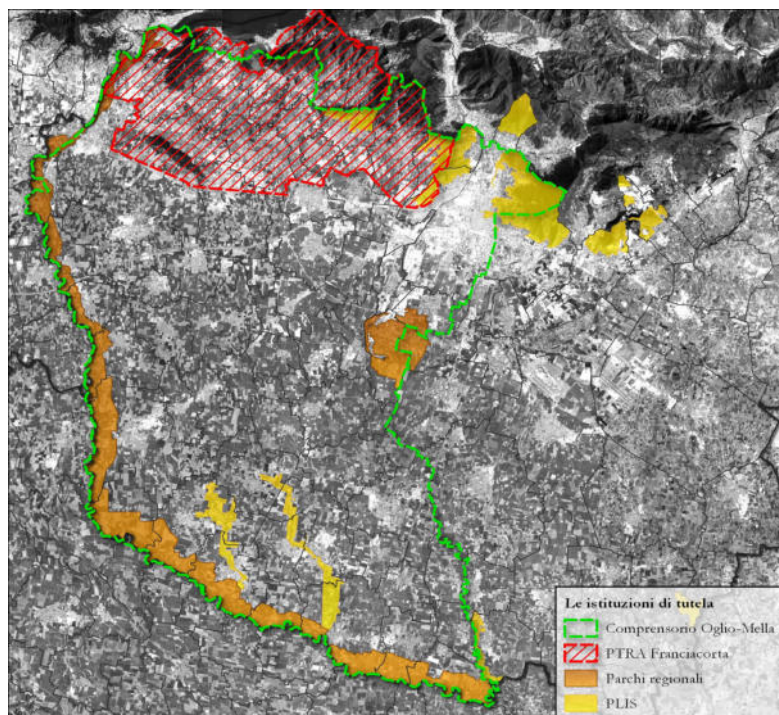 Le istituzioni di tutela
Comprensorio Oglio-Mella
PTRA Franciacorta
Parchi regionali
PLIS